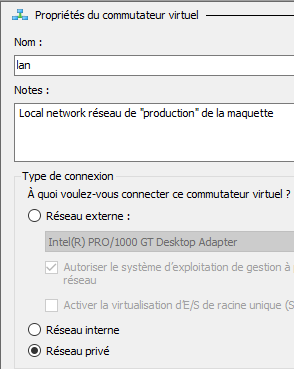 Propriétés du commutateur virtuel
Nom :
lan
Notes :
Local network réseau de "production" de la maquette
Type de connexion
À quoi voulez-vous connecter ce commutateur virtuel ?
Réseau externe :
Intel(R) PRO/1000 GT Desktop Adapter
Autoriser le système d'exploitation de gestion à
réseau
Activer la virtualisation d'E/S de racine unique (S
Réseau interne
Réseau privé